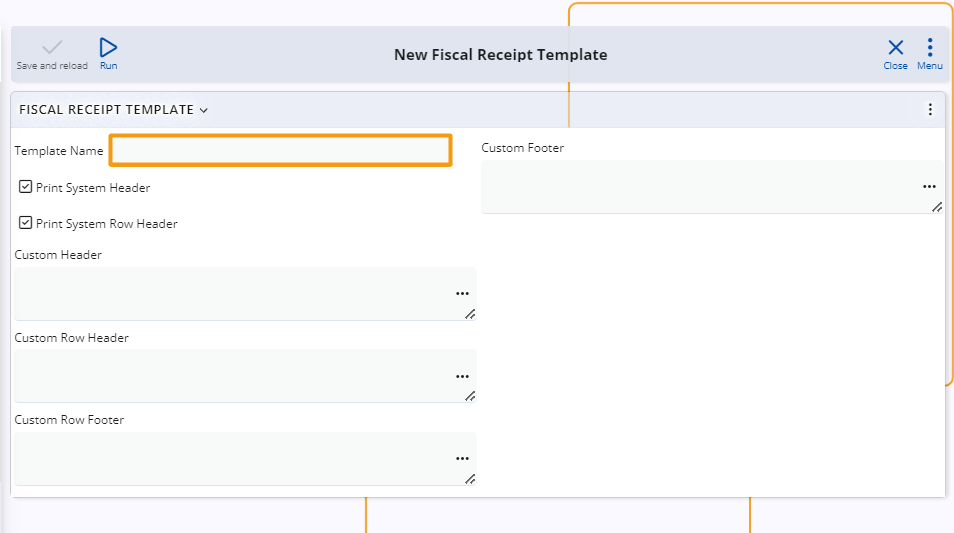 New Fiscal Receipt Template
Save and reload
Run
Close
Menu
FISCAL RECEIPT TEMPLATE
Template Name
Print System Header
Print System Row Header
Custom Header
Custom Row Header
Custom Row Footer
Custom Footer